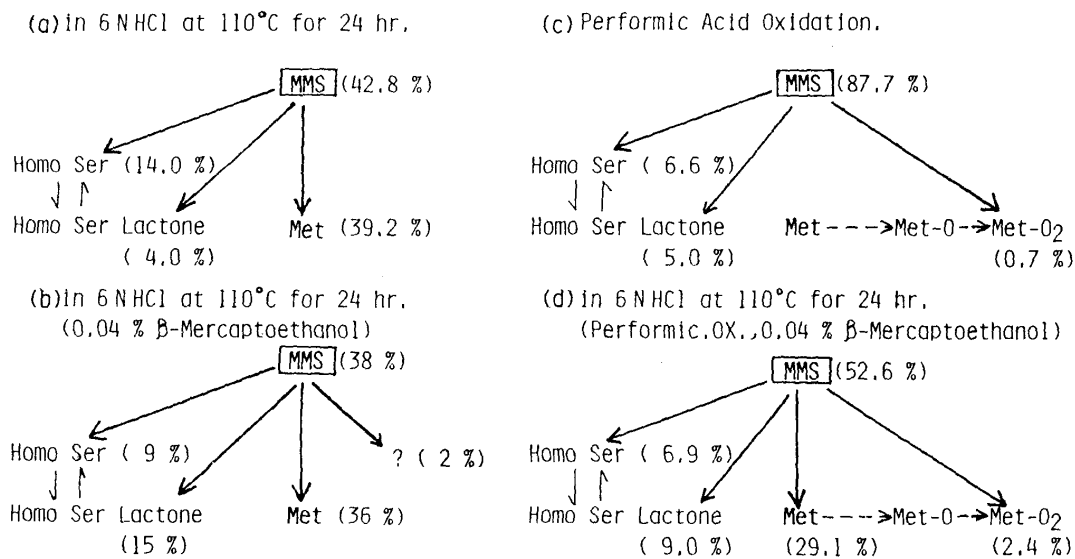 (a) in 6 N HCl at 110°C for 24 hr.
MMS (42.8 %)
Homo Ser (14.0 %)
Homo Ser Lactone
( 4.0 %)
Met (39.2 %)
(b) in 6 N HCl at 110°C for 24 hr.
(0.04 % β-Mercaptoethanol)
MMS (38 %)
Homo Ser ( 9 %)
? ( 2 %)
Homo Ser Lactone
(15 %)
Met (36 %)
(c) Performic Acid Oxidation.
MMS (87.7 %)
Homo Ser ( 6.6 %)
Homo Ser Lactone
( 5.0 %)
Met ----> Met-O --> Met-O₂
(0.7 %)
(d) in 6N HCl at 110°C for 24 hr.
(Performic.OX.,0.04 % β-Mercaptoethanol)
MMS (52.6 %)
Homo Ser ( 6.9 %)
Homo Ser Lactone
( 9.0 %)
Met ----> Met-O --> Met-O₂
(29.1 %) (2.4 %)